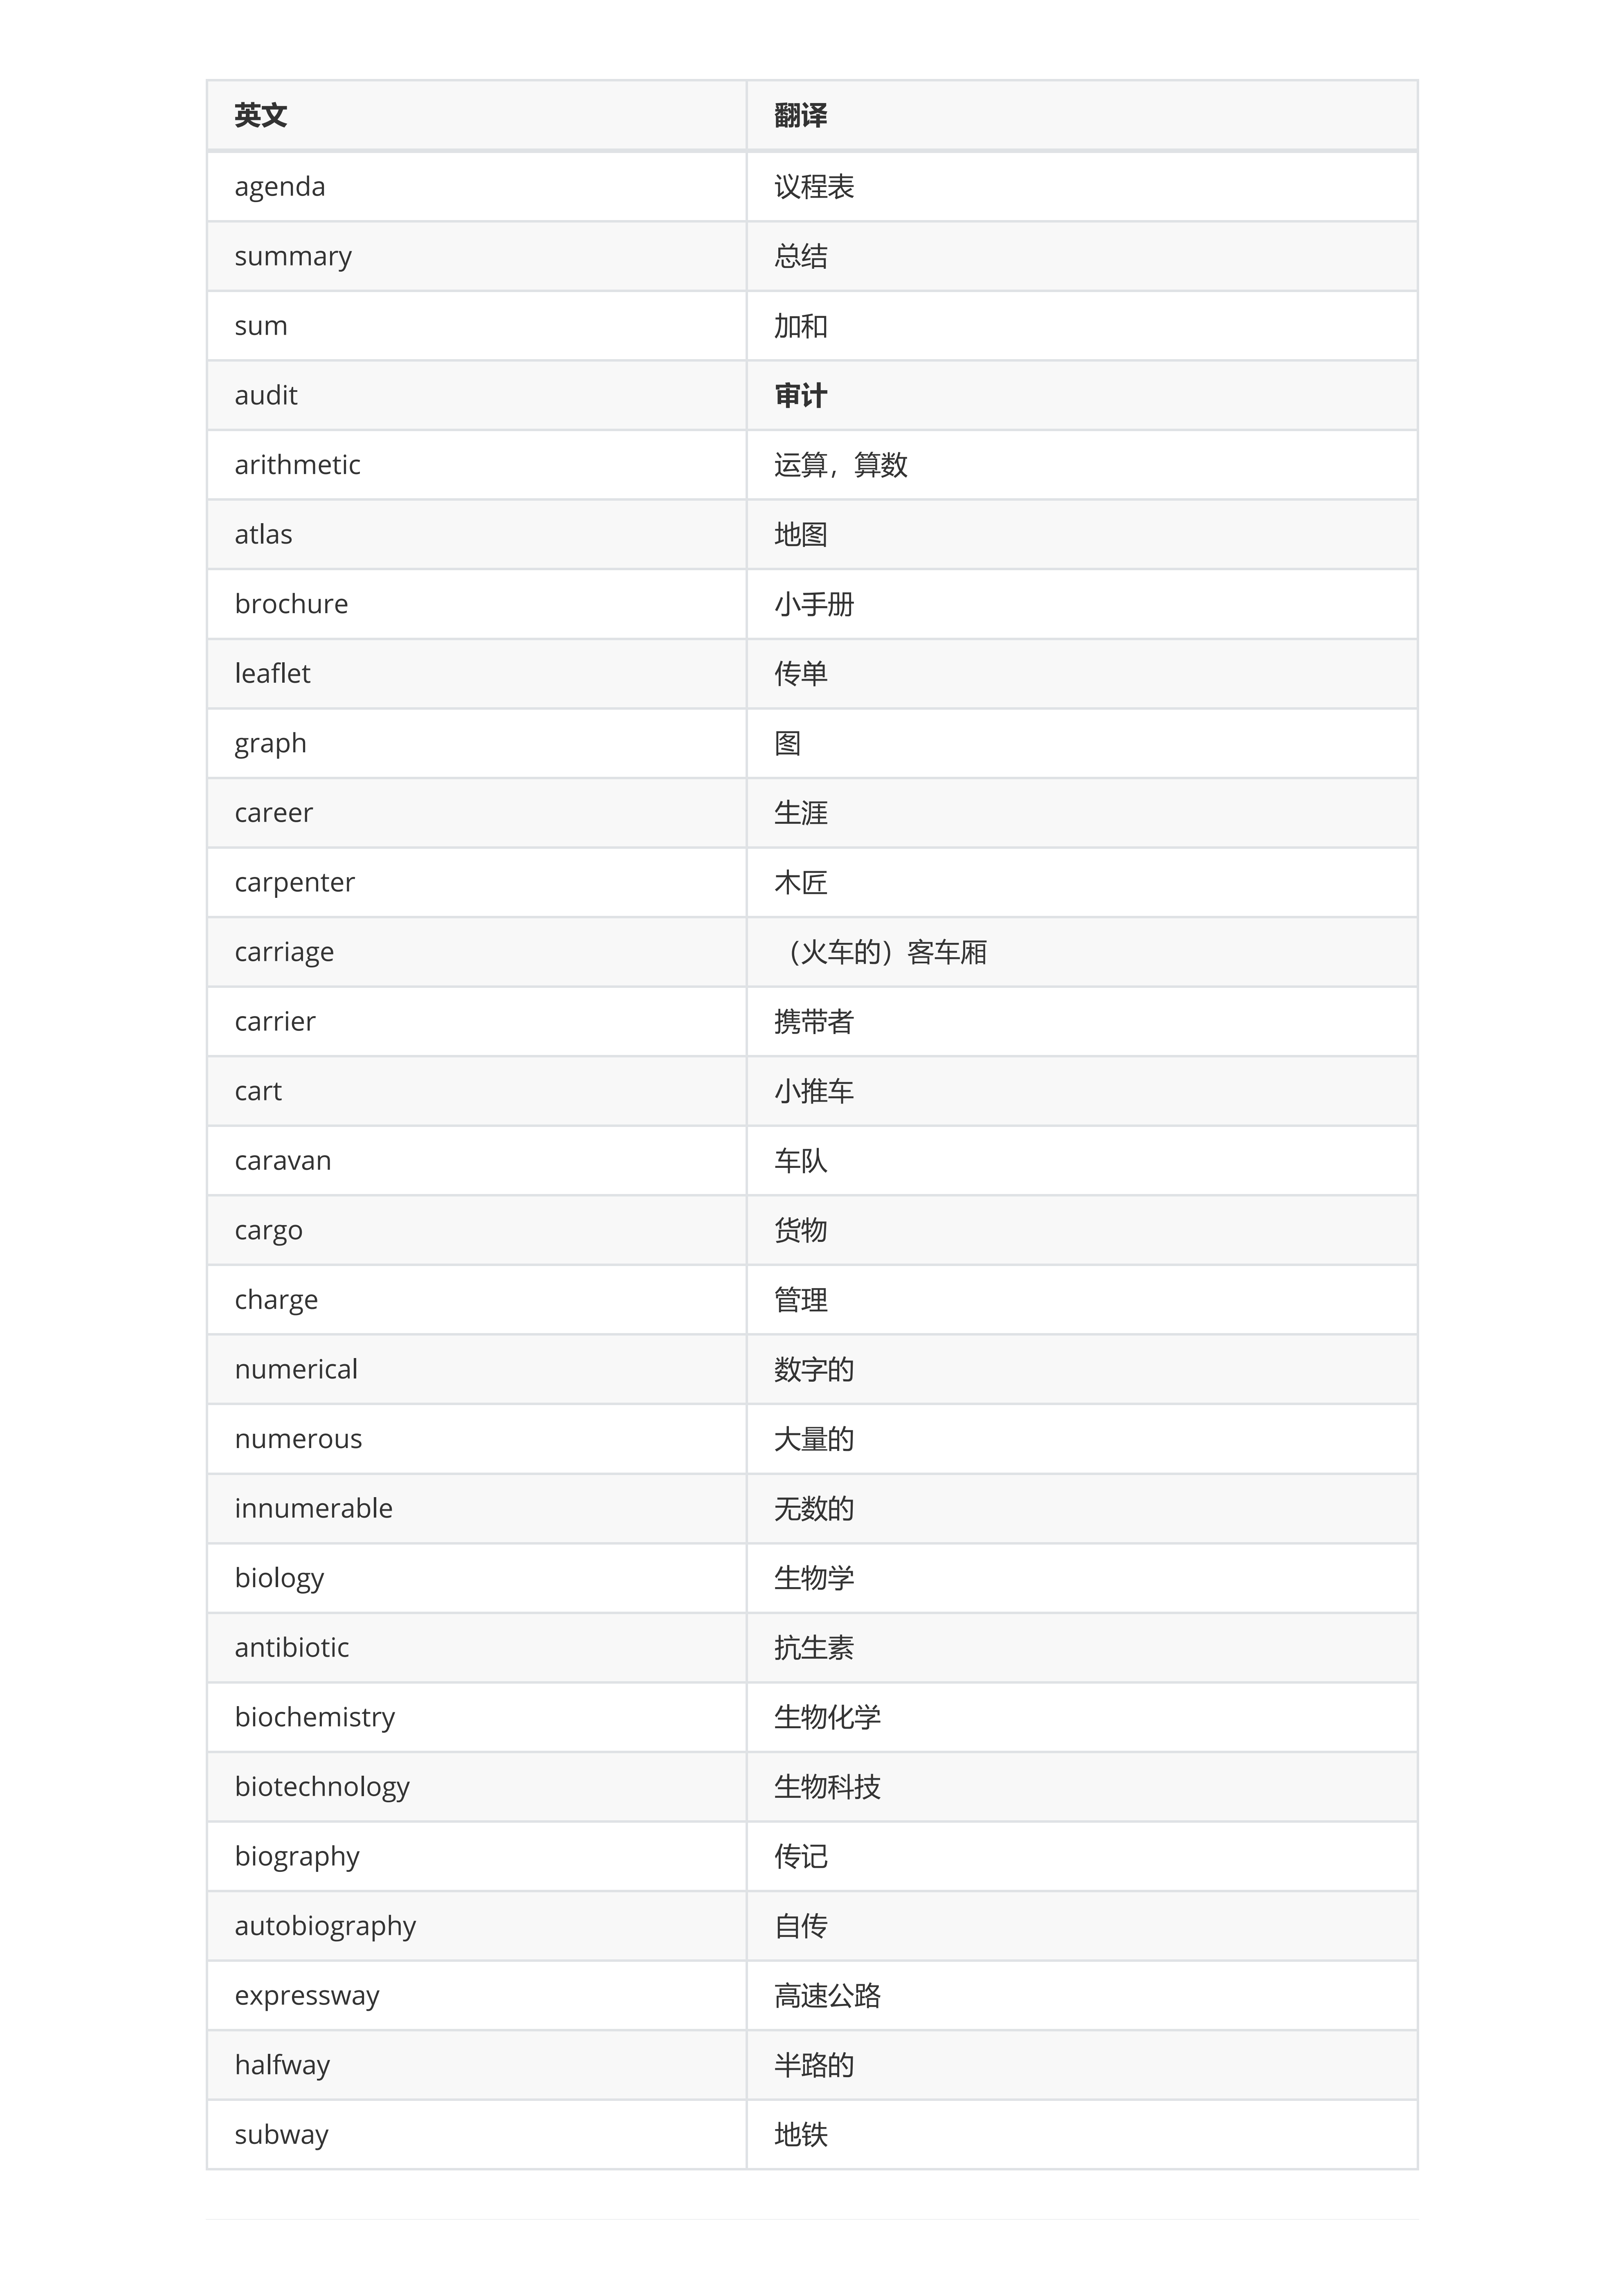 英文 翻译
agenda 议程表
summary 总结
sum 加和
audit 审计
arithmetic 运算，算数
atlas 地图
brochure 小手册
leaflet 传单
graph 图
career 生涯
carpenter 木匠
carriage （火车的）客车厢
carrier 携带者
cart 小推车
caravan 车队
cargo 货物
charge 管理
numerical 数字的
numerous 大量的
innumerable 无数的
biology 生物学
antibiotic 抗生素
biochemistry 生物化学
biotechnology 生物科技
biography 传记
autobiography 自传
expressway 高速公路
halfway 半路的
subway 地铁